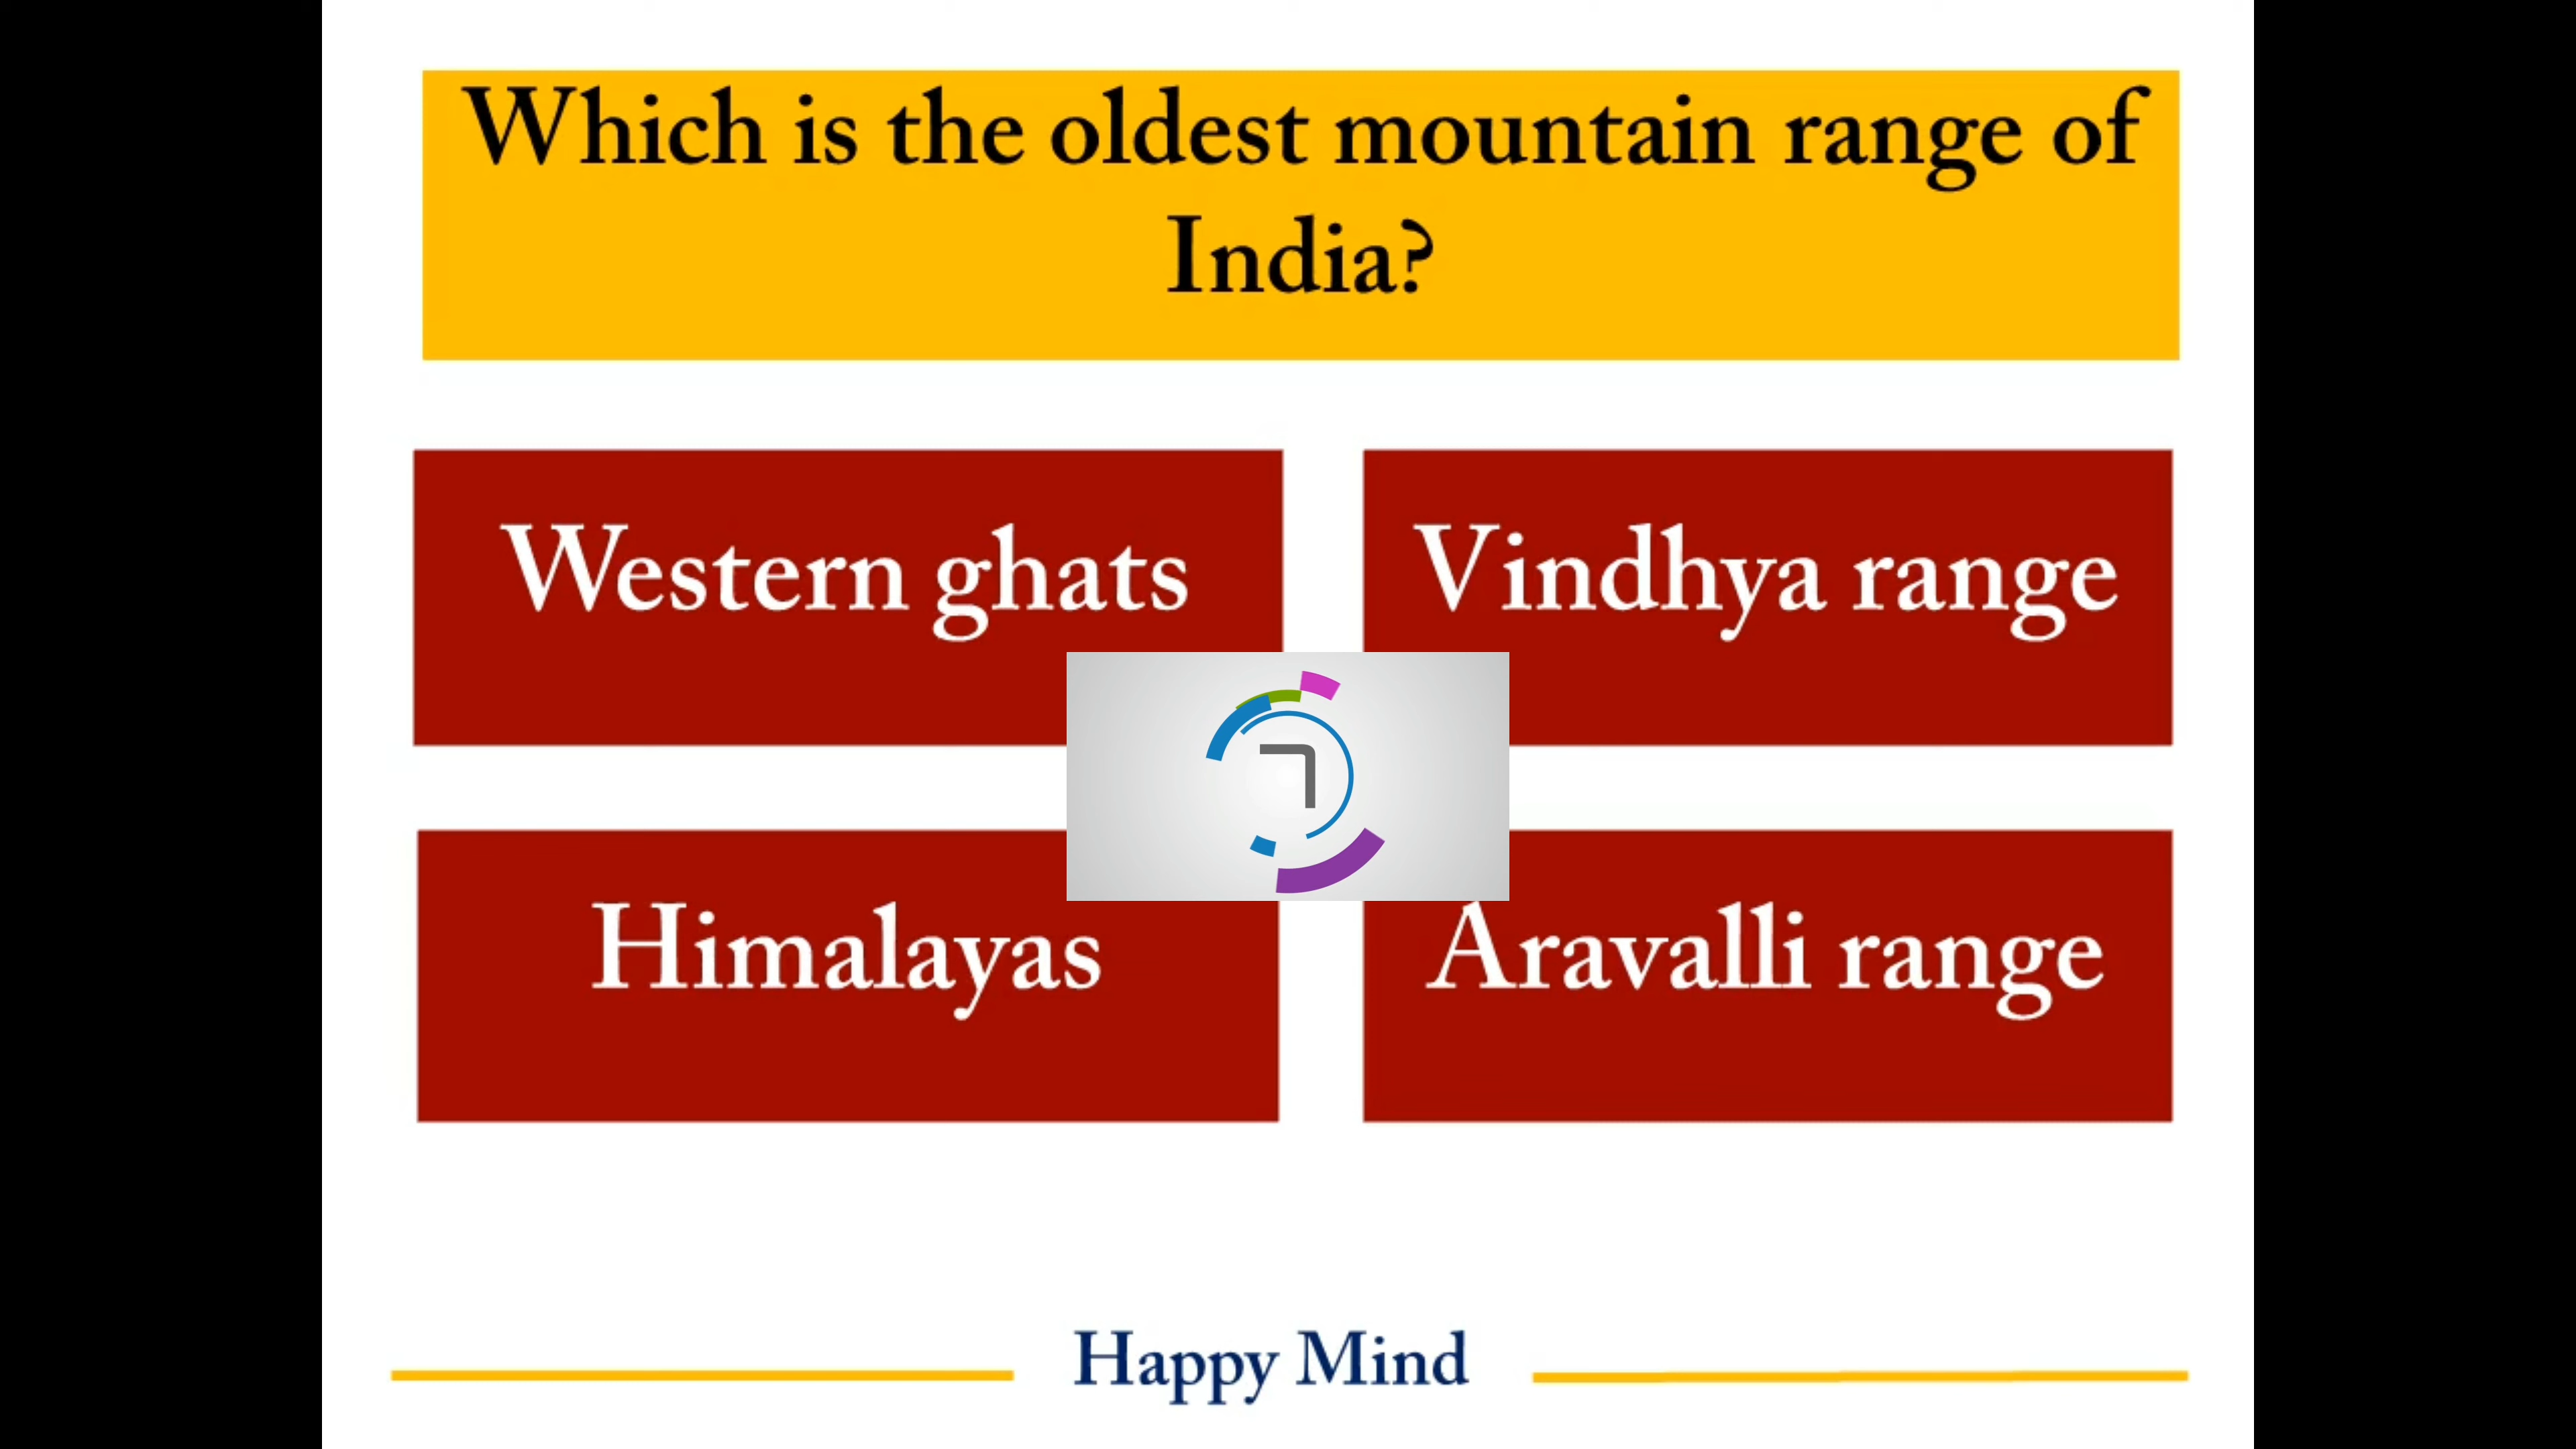 Which is the oldest mountain range of
India?
Western ghats
Vindhya range
Himalayas
Aravalli range
Happy Mind